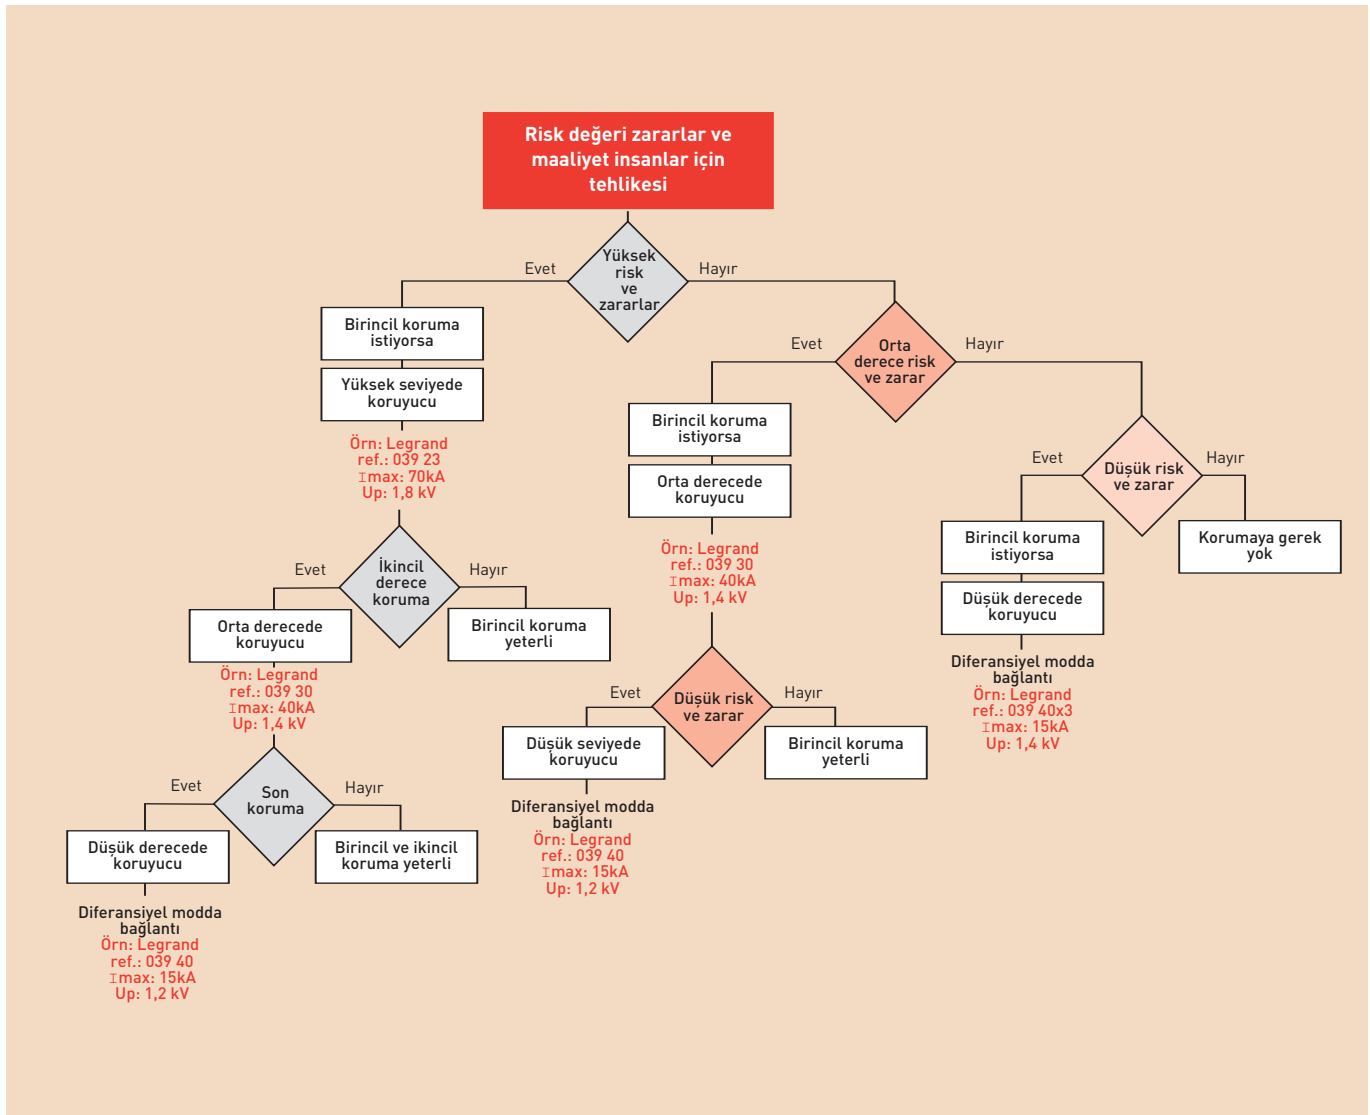 Risk değeri zararlar ve
maaliyet insanlar için
tehlikesi
Yüksek
risk
ve
zararlar
Evet
Hayır
Birincil koruma
istiyorsa
Yüksek seviyede
koruyucu
Örn: Legrand
ref.: 039 23
Imax: 70kA
Up: 1,8 kV
İkincil
derece
koruma
Evet
Hayır
Orta derecede
koruyucu
Birincil koruma
yeterli
Örn: Legrand
ref.: 039 30
Imax: 40kA
Up: 1,4 kV
Son
koruma
Evet
Hayır
Düşük derecede
koruyucu
Birincil ve ikincil
koruma yeterli
Diferansiyel modda
bağlantı
Örn: Legrand
ref.: 039 40
Imax: 15kA
Up: 1,2 kV
Orta
derece risk
ve zarar
Evet
Hayır
Birincil koruma
istiyorsa
Orta derecede
koruyucu
Örn: Legrand
ref.: 039 30
Imax: 40kA
Up: 1,4 kV
Düşük risk
ve zarar
Evet
Hayır
Düşük seviyede
koruyucu
Birincil koruma
yeterli
Diferansiyel modda
bağlantı
Örn: Legrand
ref.: 039 40
Imax: 15kA
Up: 1,2 kV
Düşük risk
ve zarar
Evet
Hayır
Birincil koruma
istiyorsa
Korumaya gerek
yok
Düşük derecede
koruyucu
Diferansiyel modda
bağlantı
Örn: Legrand
ref.: 039 40x3
Imax: 15kA
Up: 1,4 kV